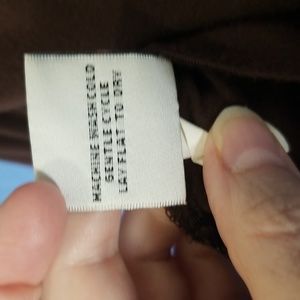 MACHINE WASH COLD
GENTLE CYCLE
LAY FLAT TO DRY